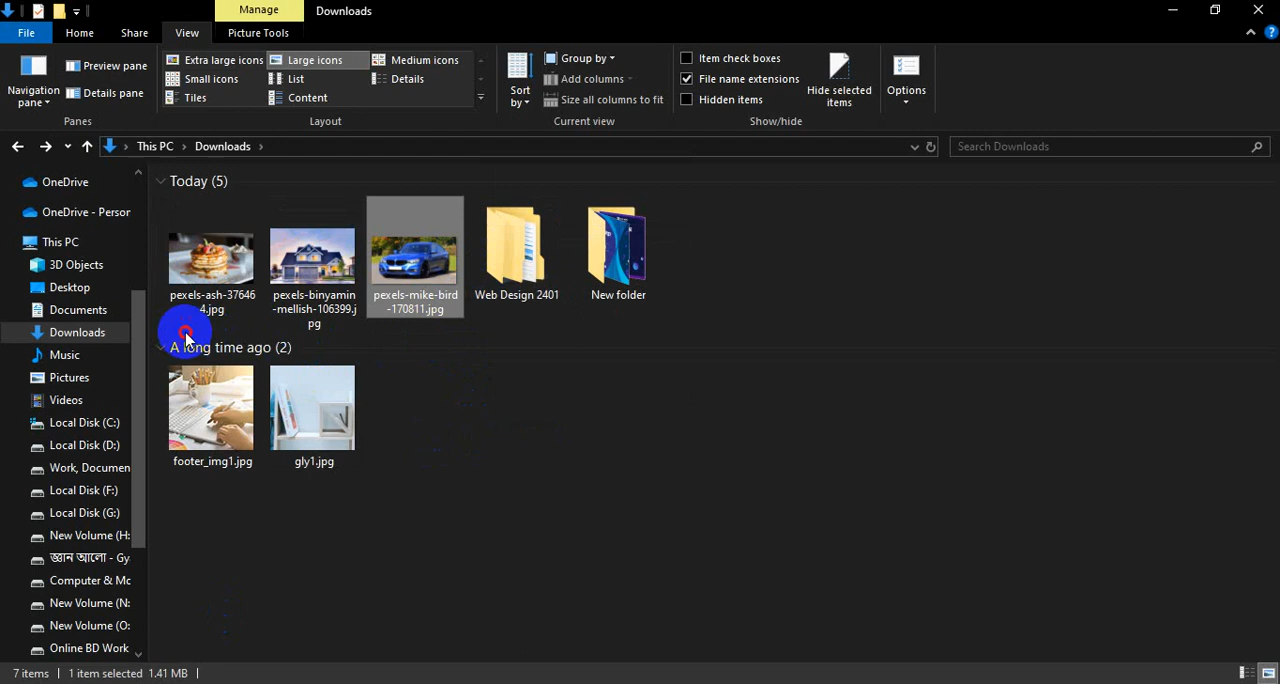 Manage
Downloads
File
Home
Share
View
Picture Tools
Navigation pane
Preview pane
Details pane
Panes
Extra large icons
Large icons
Medium icons
Small icons
List
Details
Tiles
Content
Layout
Sort by
Group by
Add columns
Size all columns to fit
Current view
Item check boxes
File name extensions
Hidden items
Hide selected items
Show/hide
Options
This PC > Downloads >
Search Downloads
OneDrive
OneDrive - Person
This PC
3D Objects
Desktop
Documents
Downloads
Music
Pictures
Videos
Local Disk (C:)
Local Disk (D:)
Work, Documen
Local Disk (F:)
Local Disk (G:)
New Volume (H:
জ্ঞান আলো - Gy
Computer & Mc
New Volume (N:
New Volume (O:
Online BD Work
Today (5)
pexels-ash-37646
4.jpg
pexels-binyamin
-mellish-106399.j
pg
pexels-mike-bird
-170811.jpg
Web Design 2401
New folder
A long time ago (2)
footer_img1.jpg
gly1.jpg
7 items
1 item selected 1.41 MB